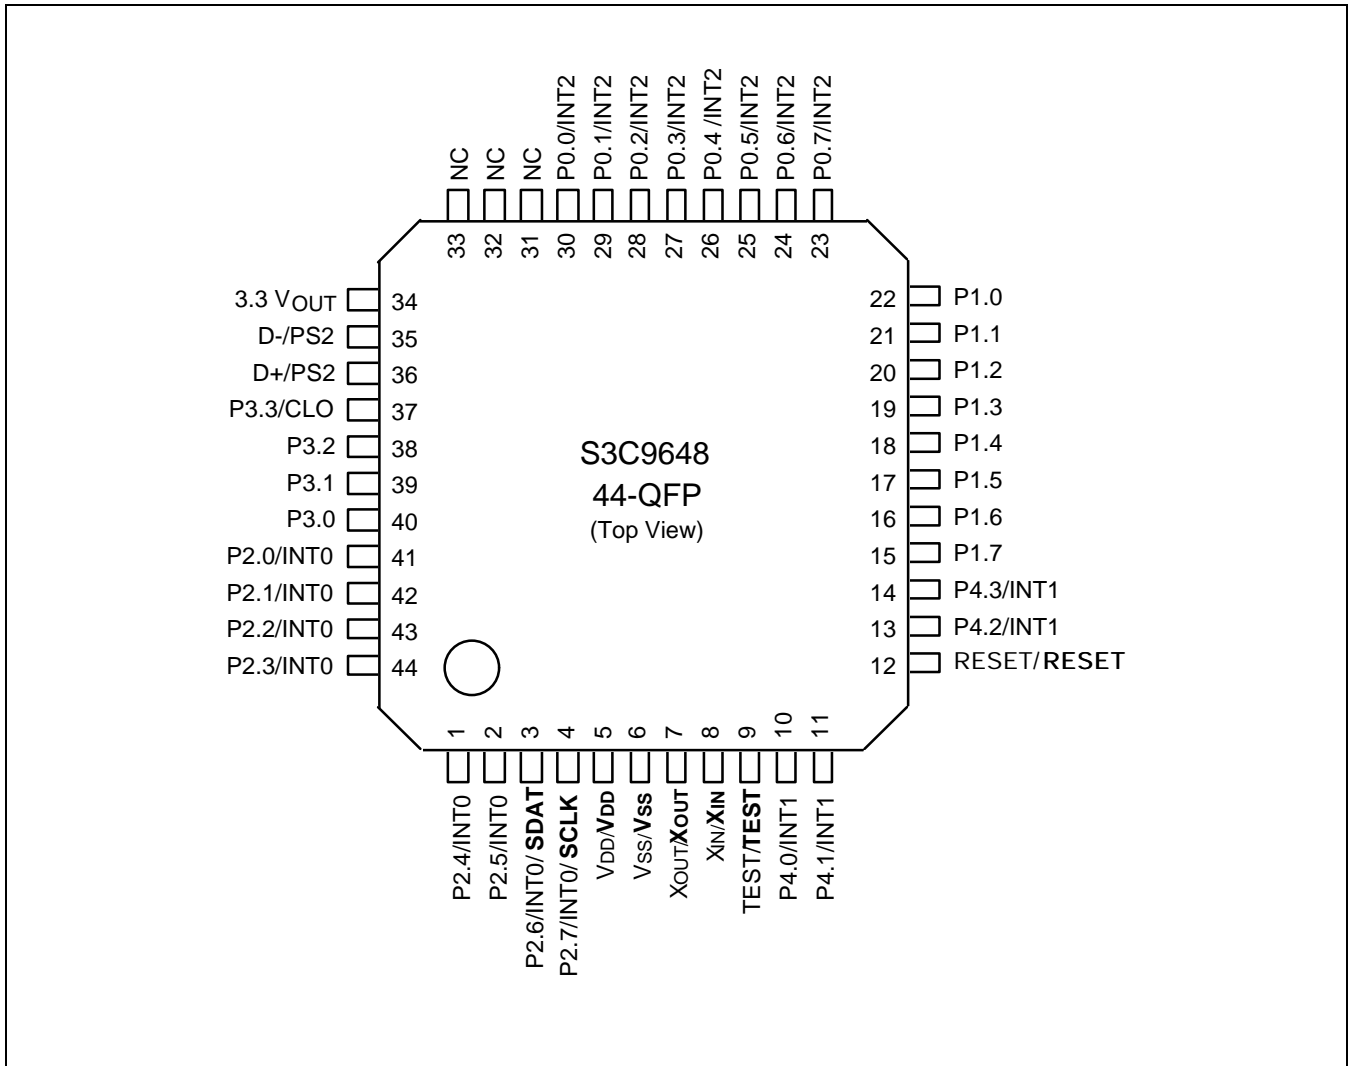 NC
NC
NC
P0.0/INT2
P0.1/INT2
P0.2/INT2
P0.3/INT2
P0.4 /INT2
P0.5/INT2
P0.6/INT2
P0.7/INT2
33
32
31
30
29
28
27
26
25
24
23
3.3 VOUT 34
D-/PS2 35
D+/PS2 36
P3.3/CLO 37
P3.2 38
P3.1 39
P3.0 40
P2.0/INT0 41
P2.1/INT0 42
P2.2/INT0 43
P2.3/INT0 44
S3C9648
44-QFP
(Top View)
22 P1.0
21 P1.1
20 P1.2
19 P1.3
18 P1.4
17 P1.5
16 P1.6
15 P1.7
14 P4.3/INT1
13 P4.2/INT1
12 RESET/RESET
1
2
3
4
5
6
7
8
9
10
11
P2.4/INT0
P2.5/INT0
P2.6/INT0/ SDAT
P2.7/INT0/ SCLK
VDD/VDD
VSS/VSS
XOUT/XOUT
XIN/XIN
TEST/TEST
P4.0/INT1
P4.1/INT1